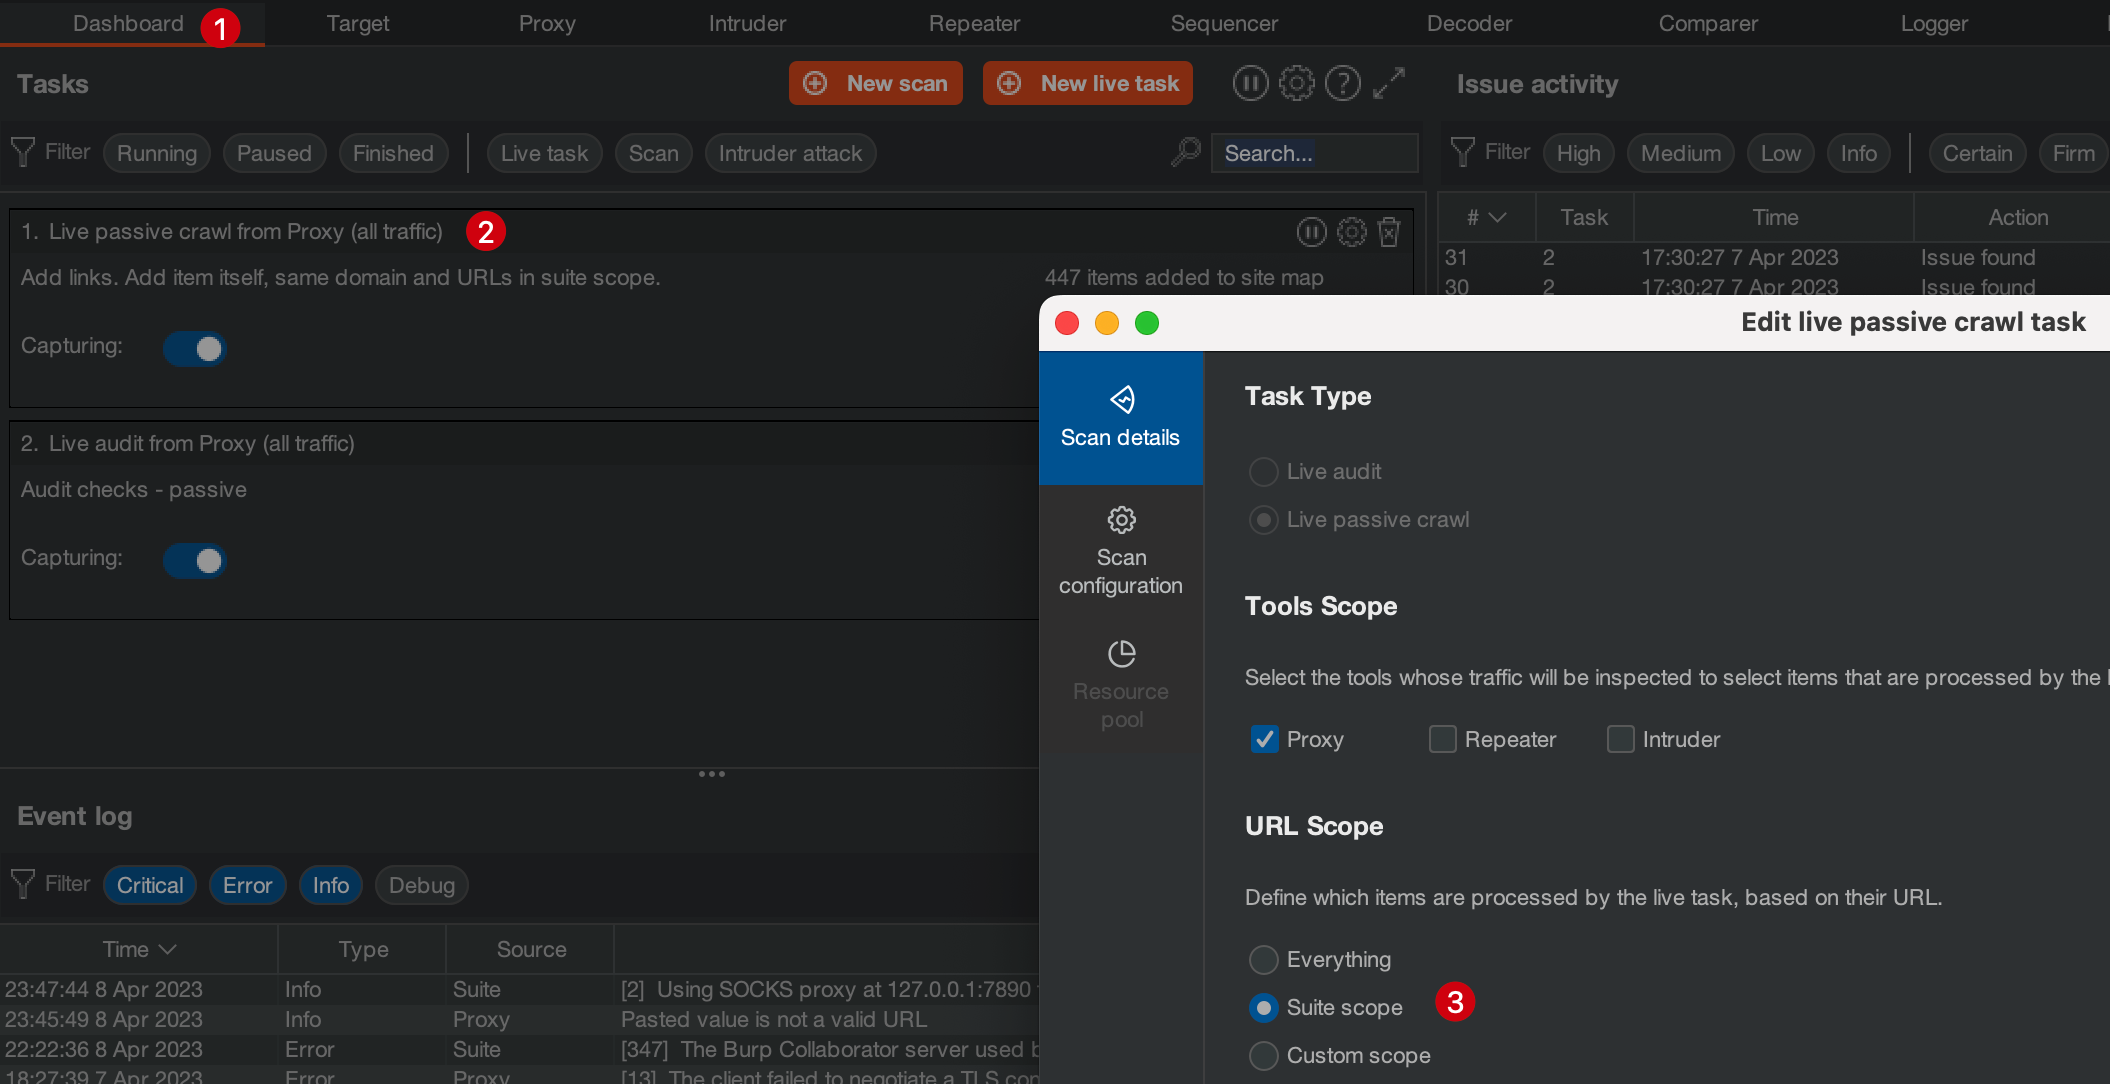 Dashboard 1 Target Proxy Intruder Repeater Sequencer Decoder Comparer Logger
Tasks
New scan New live task
Filter Running Paused Finished Live task Scan Intruder attack
Search...
1. Live passive crawl from Proxy (all traffic) 2
Add links. Add item itself, same domain and URLs in suite scope. 447 items added to site map
Capturing:
2. Live audit from Proxy (all traffic)
Audit checks - passive
Capturing:
Issue activity
Filter High Medium Low Info Certain Firm
# Task Time Action
31 2 17:30:27 7 Apr 2023 Issue found
30 2 17:30:27 7 Apr 2023 Issue found
Edit live passive crawl task
Scan details
Scan
configuration
Resource
pool
Task Type
Live audit
Live passive crawl
Tools Scope
Select the tools whose traffic will be inspected to select items that are processed by the
Proxy Repeater Intruder
URL Scope
Define which items are processed by the live task, based on their URL.
Everything
Suite scope 3
Custom scope
Event log
Filter Critical Error Info Debug
Time Type Source
23:47:44 8 Apr 2023 Info Suite [2] Using SOCKS proxy at 127.0.0.1:7890
23:45:49 8 Apr 2023 Info Proxy Pasted value is not a valid URL
22:22:36 8 Apr 2023 Error Suite [347] The Burp Collaborator server used
18:27:39 7 Apr 2023 Error Proxy [13] The client failed to negotiate a TLS